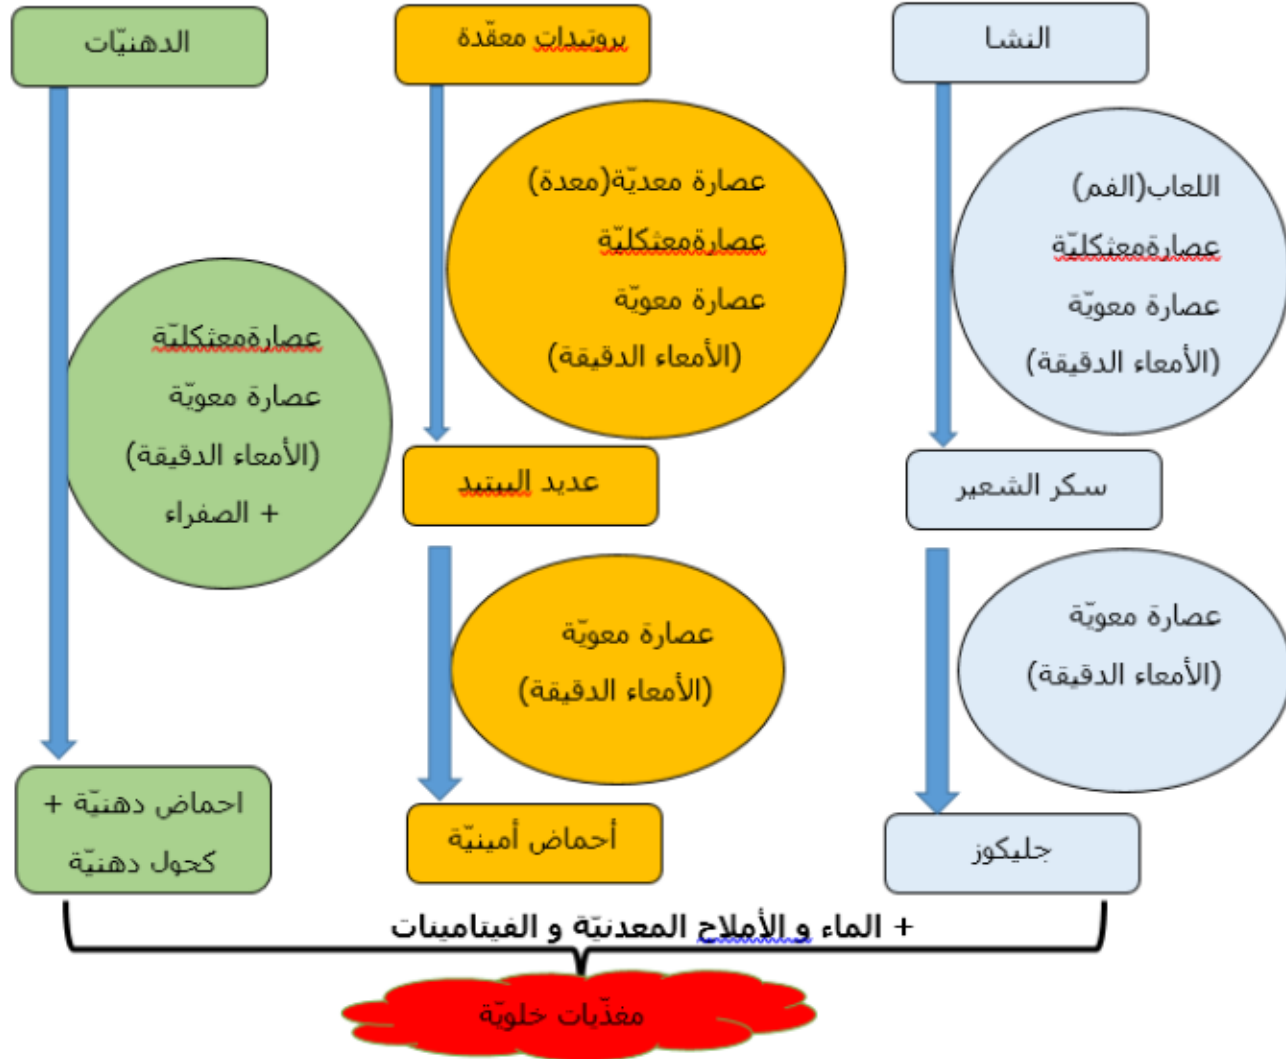 النشا
بروتيدات معقّدة
الدهنيّات
اللعاب(الفم)
عصارةمعثكليّة
عصارة معويّة
(الأمعاء الدقيقة)
عصارة معديّة(معدة)
عصارةمعثكليّة
عصارة معويّة
(الأمعاء الدقيقة)
عصارةمعثكليّة
عصارة معويّة
(الأمعاء الدقيقة)
+ الصفراء
سكر الشعير
عديد الببتيد
عصارة معويّة
(الأمعاء الدقيقة)
عصارة معويّة
(الأمعاء الدقيقة)
جليكوز
أحماض أمينيّة
احماض دهنيّة +
كحول دهنيّة
+ الماء و الأملاح المعدنيّة و الفيتامينات
مغذّيات خلويّة